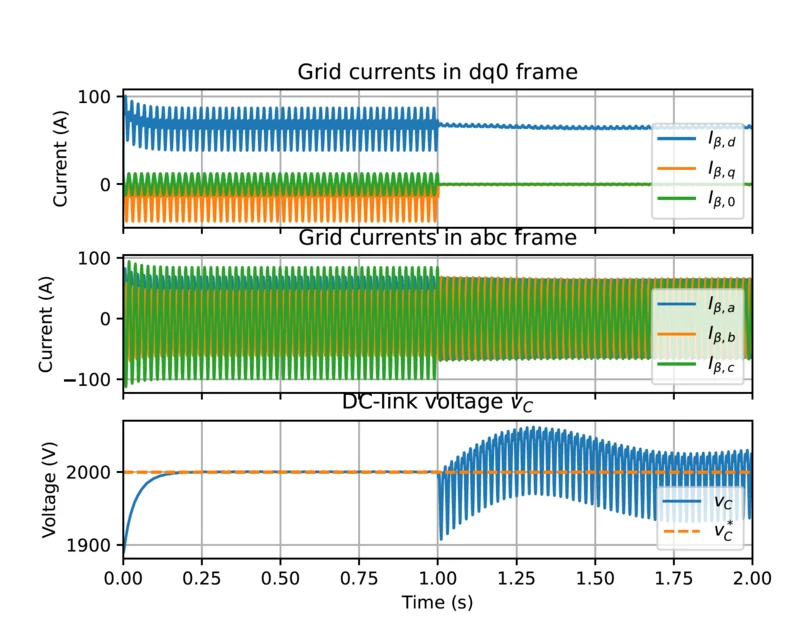 Grid currents in dq0 frame
Current (A)
100
0
I_{β,d}
I_{β,q}
I_{β,0}
Grid currents in abc frame
Current (A)
100
0
−100
I_{β,a}
I_{β,b}
I_{β,c}
DC-link voltage v_C
Voltage (V)
2000
1900
v_C
v_C^*
0.00 0.25 0.50 0.75 1.00 1.25 1.50 1.75 2.00
Time (s)